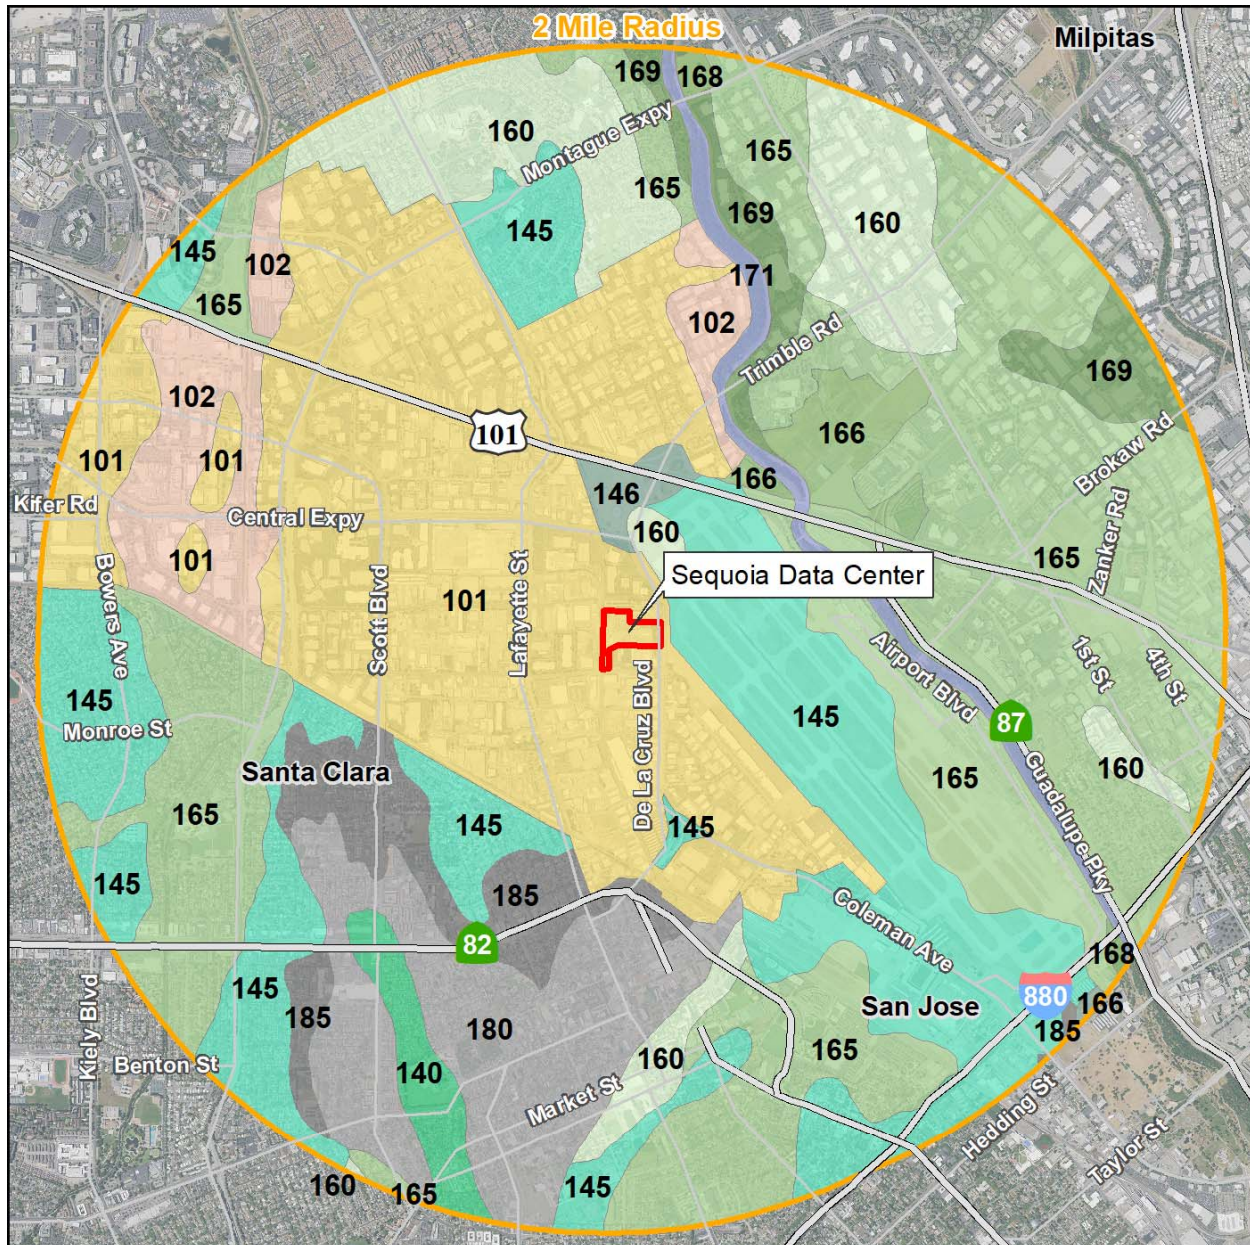 2 Mile Radius
Milpitas
169
168
160
Montague Expy
165
165
145
169
160
145
102
171
165
102
Trimble Rd
169
102
101
166
101
101
Brokaw Rd
166
146
Kifer Rd
Central Expy
160
Zanker Rd
101
165
Sequoia Data Center
Bowers Ave
Scott Blvd
101
Lafayette St
De La Cruz Blvd
Airport Blvd
1st St
4th St
145
Monroe St
145
87
Santa Clara
165
160
165
Guadalupe Pky
145
145
145
185
Coleman Ave
82
168
145
880
166
San Jose
185
185
180
165
Kiely Blvd
Benton St
140
160
Market St
Hedding St
Taylor St
160
165
145